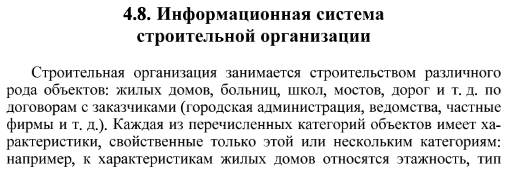 4.8. Информационная система
строительной организации
Строительная организация занимается строительством различного
рода объектов: жилых домов, больниц, школ, мостов, дорог и т. д. по
договорам с заказчиками (городская администрация, ведомства, частные
фирмы и т. д.). Каждая из перечисленных категорий объектов имеет ха-
рактеристики, свойственные только этой или нескольким категориям:
например, к характеристикам жилых домов относятся этажность, тип